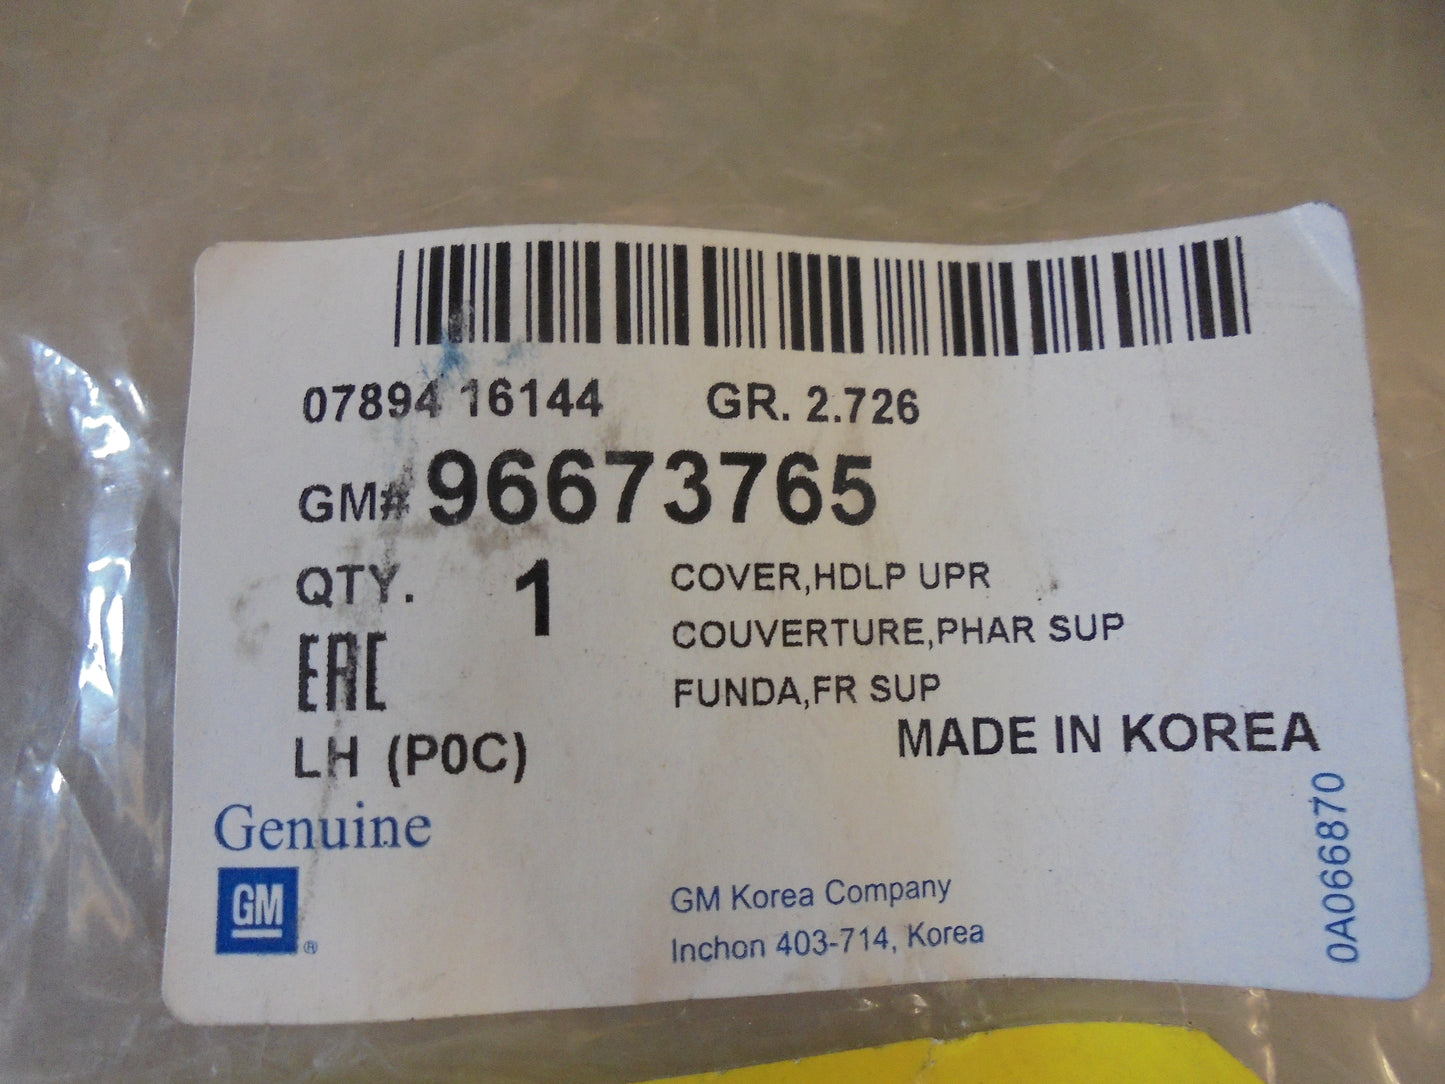 07894 16144 GR. 2.726
GM# 96673765
QTY. 1
COVER,HDLP UPR
COUVERTURE,PHAR SUP
FUNDA,FR SUP
EAC
LH (P0C)
MADE IN KOREA
Genuine
GM ®
GM Korea Company
Inchon 403-714, Korea
0A066870